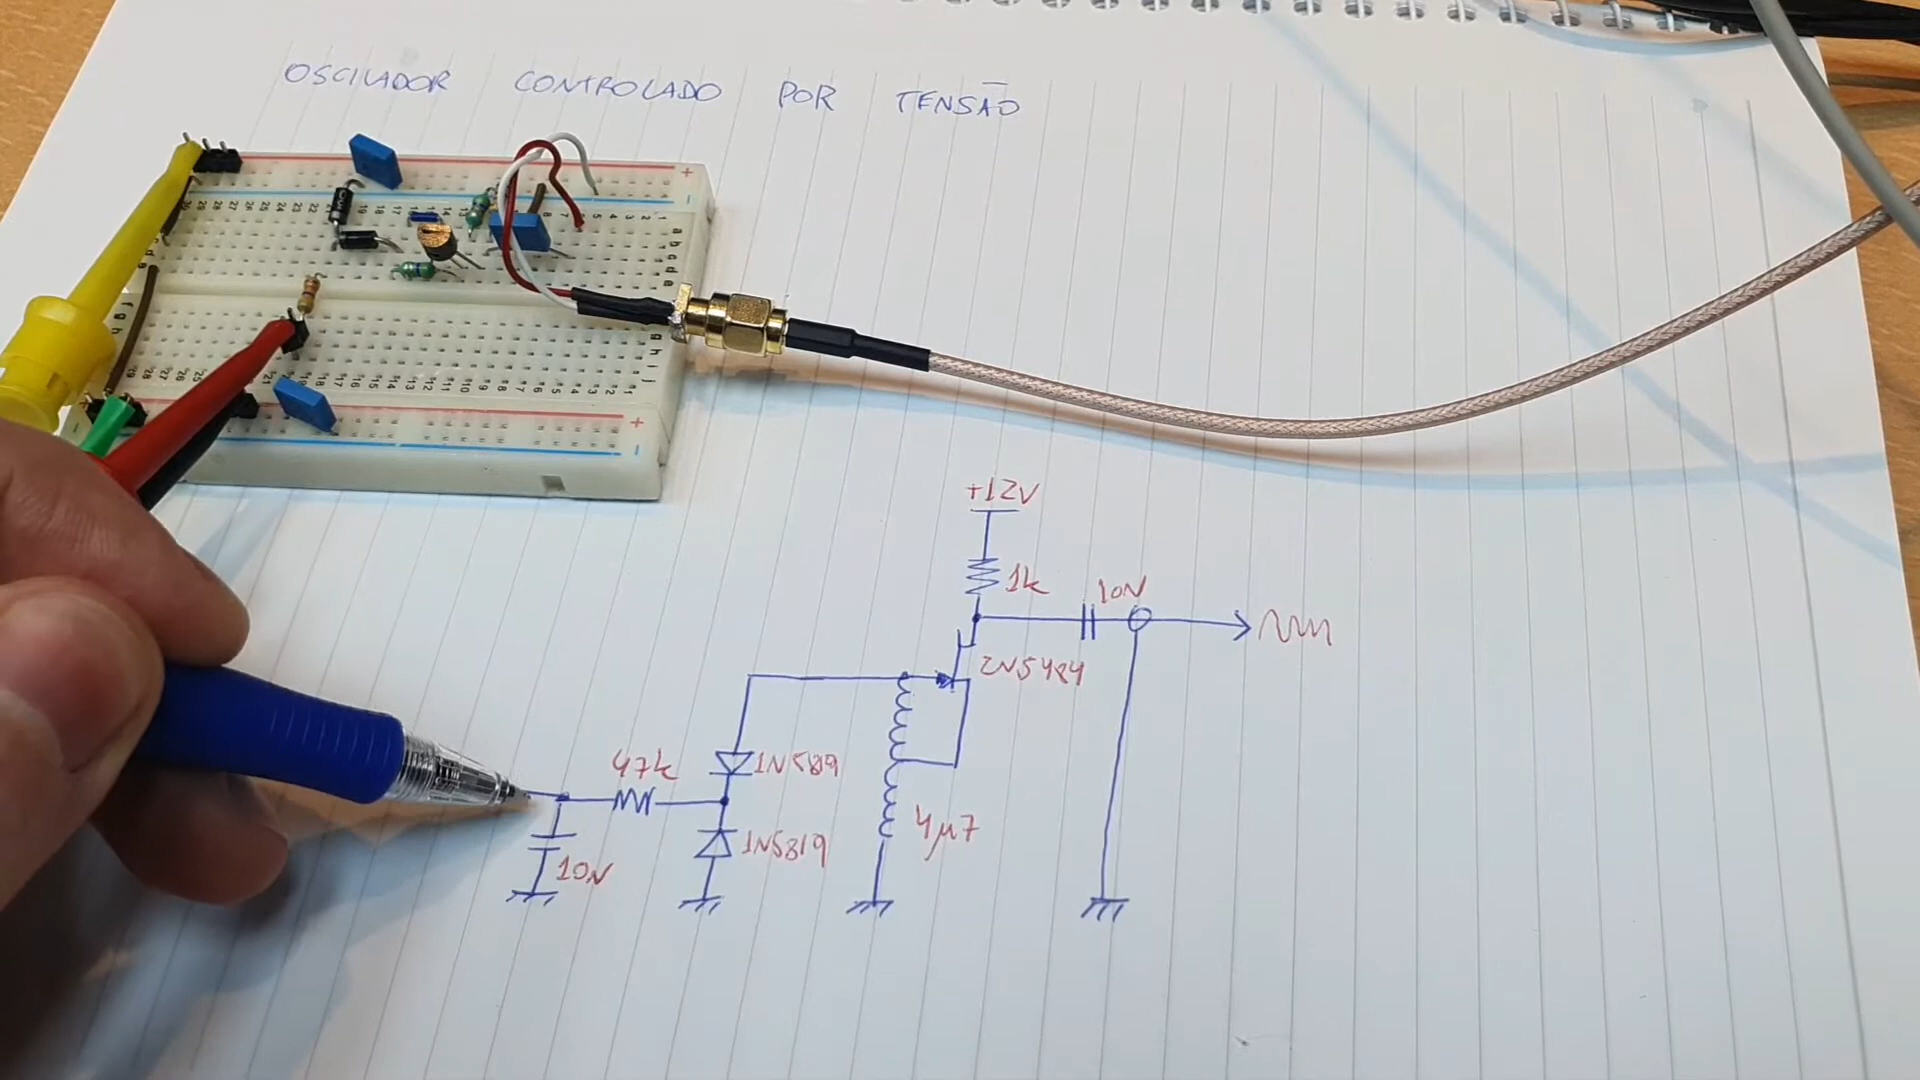 OSCILADOR CONTROLADO POR TENSÃO
+12V
1k
10N
2N5484
47k
1N5819
1N5819
4µ7
10N